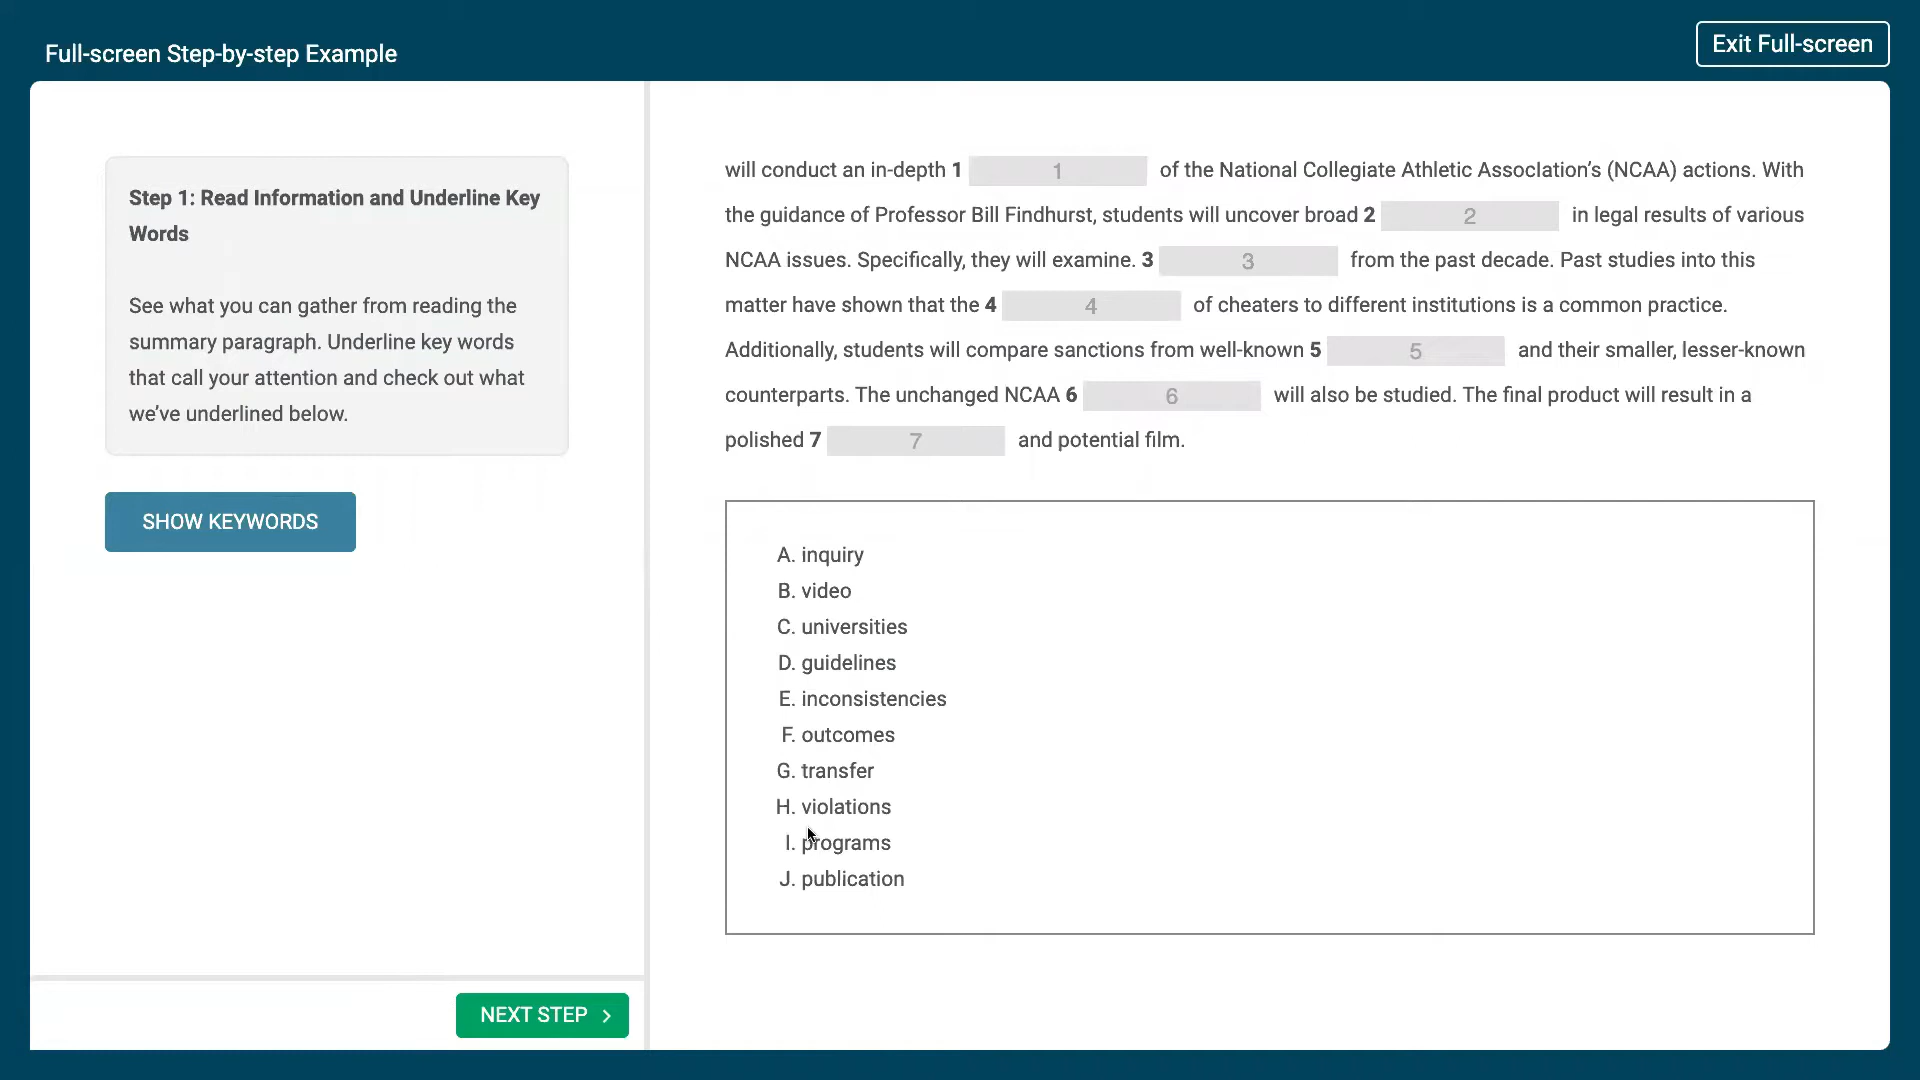 Full-screen Step-by-step Example
Exit Full-screen
Step 1: Read Information and Underline Key
Words
See what you can gather from reading the
summary paragraph. Underline key words
that call your attention and check out what
we've underlined below.
SHOW KEYWORDS
NEXT STEP
will conduct an in-depth 1 1 of the National Collegiate Athletic AssocIation's (NCAA) actions. With
the guidance of Professor Bill Findhurst, students will uncover broad 2 2 in legal results of various
NCAA issues. Specifically, they will examine. 3 3 from the past decade. Past studies into this
matter have shown that the 4 4 of cheaters to different institutions is a common practice.
Additionally, students will compare sanctions from well-known 5 5 and their smaller, lesser-known
counterparts. The unchanged NCAA 6 6 will also be studied. The final product will result in a
polished 7 7 and potential film.
A. inquiry
B. video
C. universities
D. guidelines
E. inconsistencies
F. outcomes
G. transfer
H. violations
I. programs
J. publication